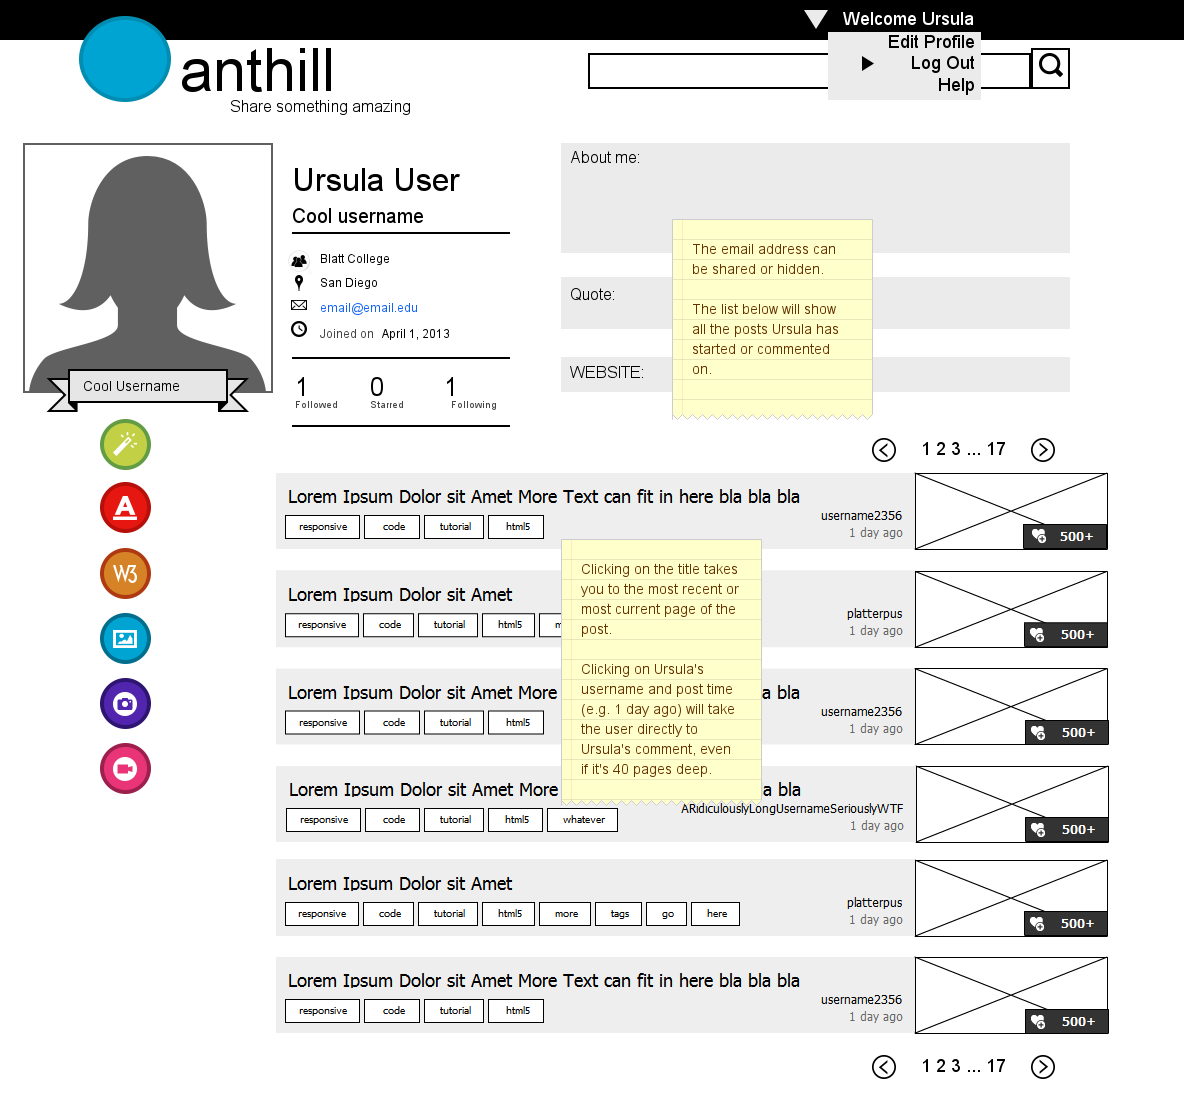 Welcome Ursula
Edit Profile
Log Out
Help
anthill
Share something amazing
Ursula User
Cool username
Blatt College
San Diego
email@email.edu
Joined on April 1, 2013
1 0 1
Followed Starred Following
Cool Username
A
W3
About me:
Quote:
WEBSITE:
The email address can
be shared or hidden.
The list below will show
all the posts Ursula has
started or commented
on.
1 2 3 ... 17
Lorem Ipsum Dolor sit Amet More Text can fit in here bla bla bla
responsive code tutorial html5
username2356
1 day ago
500+
Lorem Ipsum Dolor sit Amet
responsive code tutorial html5 m
platterpus
1 day ago
500+
Clicking on the title takes
you to the most recent or
most current page of the
post.
Clicking on Ursula's
username and post time
(e.g. 1 day ago) will take
the user directly to
Ursula's comment, even
if it's 40 pages deep.
Lorem Ipsum Dolor sit Amet More a bla
responsive code tutorial html5
username2356
1 day ago
500+
Lorem Ipsum Dolor sit Amet More a bla
responsive code tutorial html5 whatever
ARidiculouslyLongUsernameSeriouslyWTF
1 day ago
500+
Lorem Ipsum Dolor sit Amet
responsive code tutorial html5 more tags go here
platterpus
1 day ago
500+
Lorem Ipsum Dolor sit Amet More Text can fit in here bla bla bla
responsive code tutorial html5
username2356
1 day ago
500+
1 2 3 ... 17